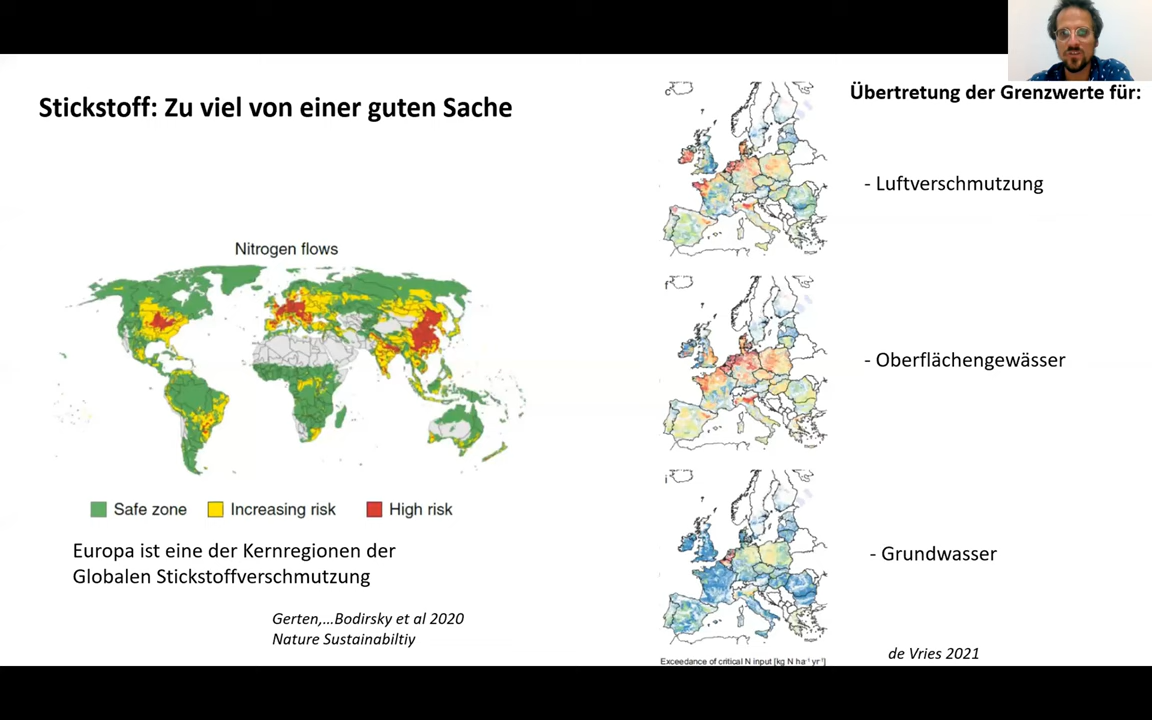 Stickstoff: Zu viel von einer guten Sache
Nitrogen flows
Safe zone
Increasing risk
High risk
Europa ist eine der Kernregionen der
Globalen Stickstoffverschmutzung
Gerten,...Bodirsky et al 2020
Nature Sustainabiltiy
Übertretung der Grenzwerte für:
- Luftverschmutzung
- Oberflächengewässer
- Grundwasser
de Vries 2021
Exceedance of critical N input [kg N ha⁻¹ yr⁻¹]